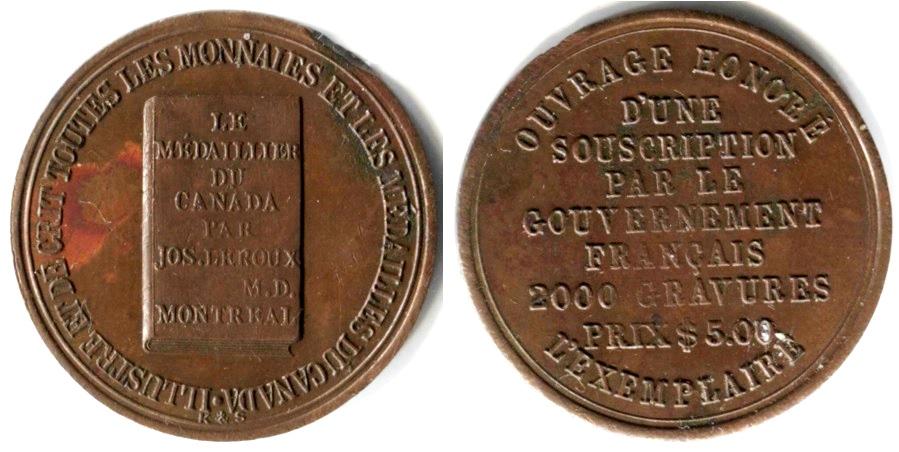 ILLUSTRE ET DÉCRIT TOUTES LES MONNAIES ET LES MÉDAILLES DU CANADA ·
LE
MÉDAILLIER
DU
CANADA
PAR
JOS. LEROUX
M.D.
MONTREAL
R & S
OUVRAGE HONORÉ
D'UNE
SOUSCRIPTION
PAR LE
GOUVERNEMENT
FRANÇAIS
2000 GRAVURES
PRIX $ 5.00
L'EXEMPLAIRE